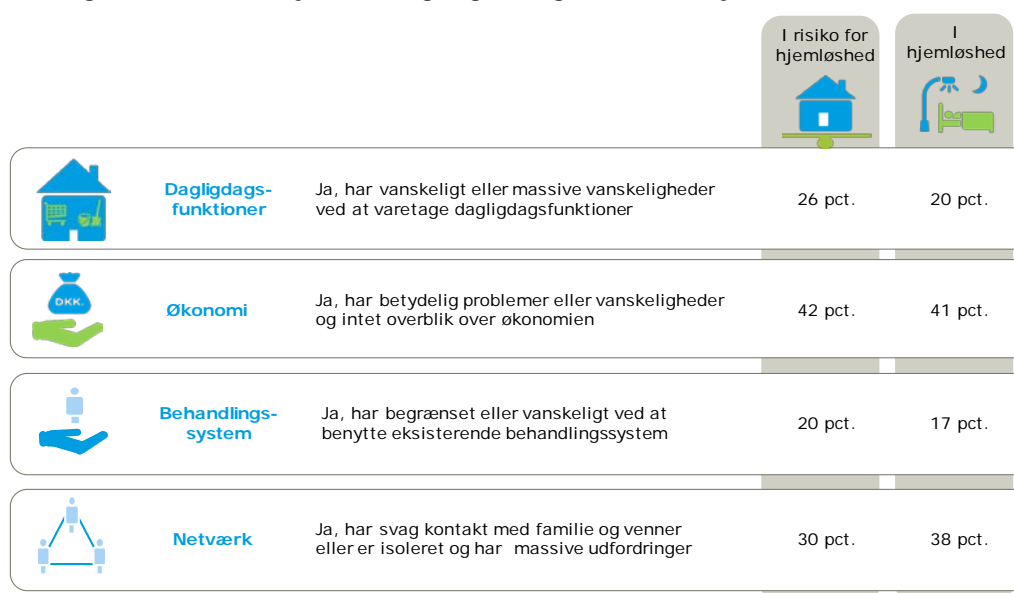 I risiko for
hjemløshed
I
hjemløshed
Dagligdags-
funktioner
Ja, har vanskeligt eller massive vanskeligheder
ved at varetage dagligdagsfunktioner
26 pct.
20 pct.
DKK.
Økonomi
Ja, har betydelig problemer eller vanskeligheder
og intet overblik over økonomien
42 pct.
41 pct.
Behandlings-
system
Ja, har begrænset eller vanskeligt ved at
benytte eksisterende behandlingssystem
20 pct.
17 pct.
Netværk
Ja, har svag kontakt med familie og venner
eller er isoleret og har massive udfordringer
30 pct.
38 pct.